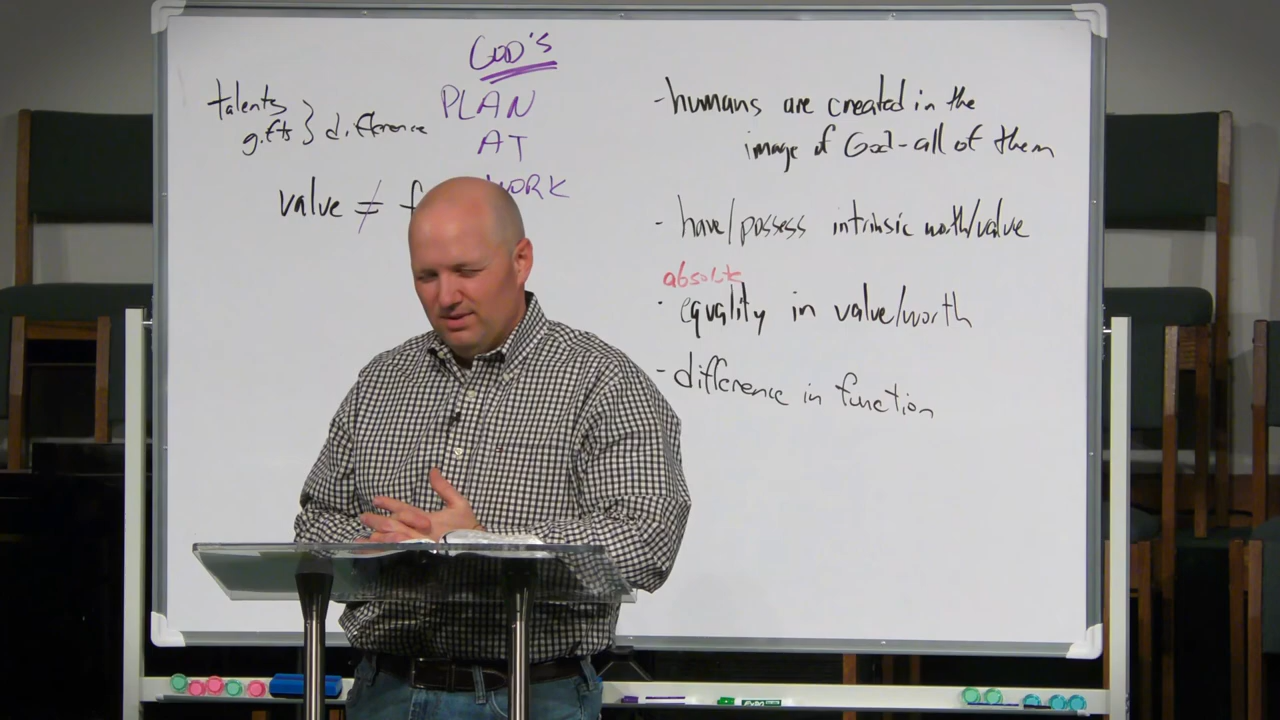 GOD'S
PLAN
AT
WORK
talents
gifts } difference
value ≠ f
- humans are created in the
image of God - all of them
- have/possess intrinsic worth/value
absolute
- equality in value/worth
- difference in function
EXPO